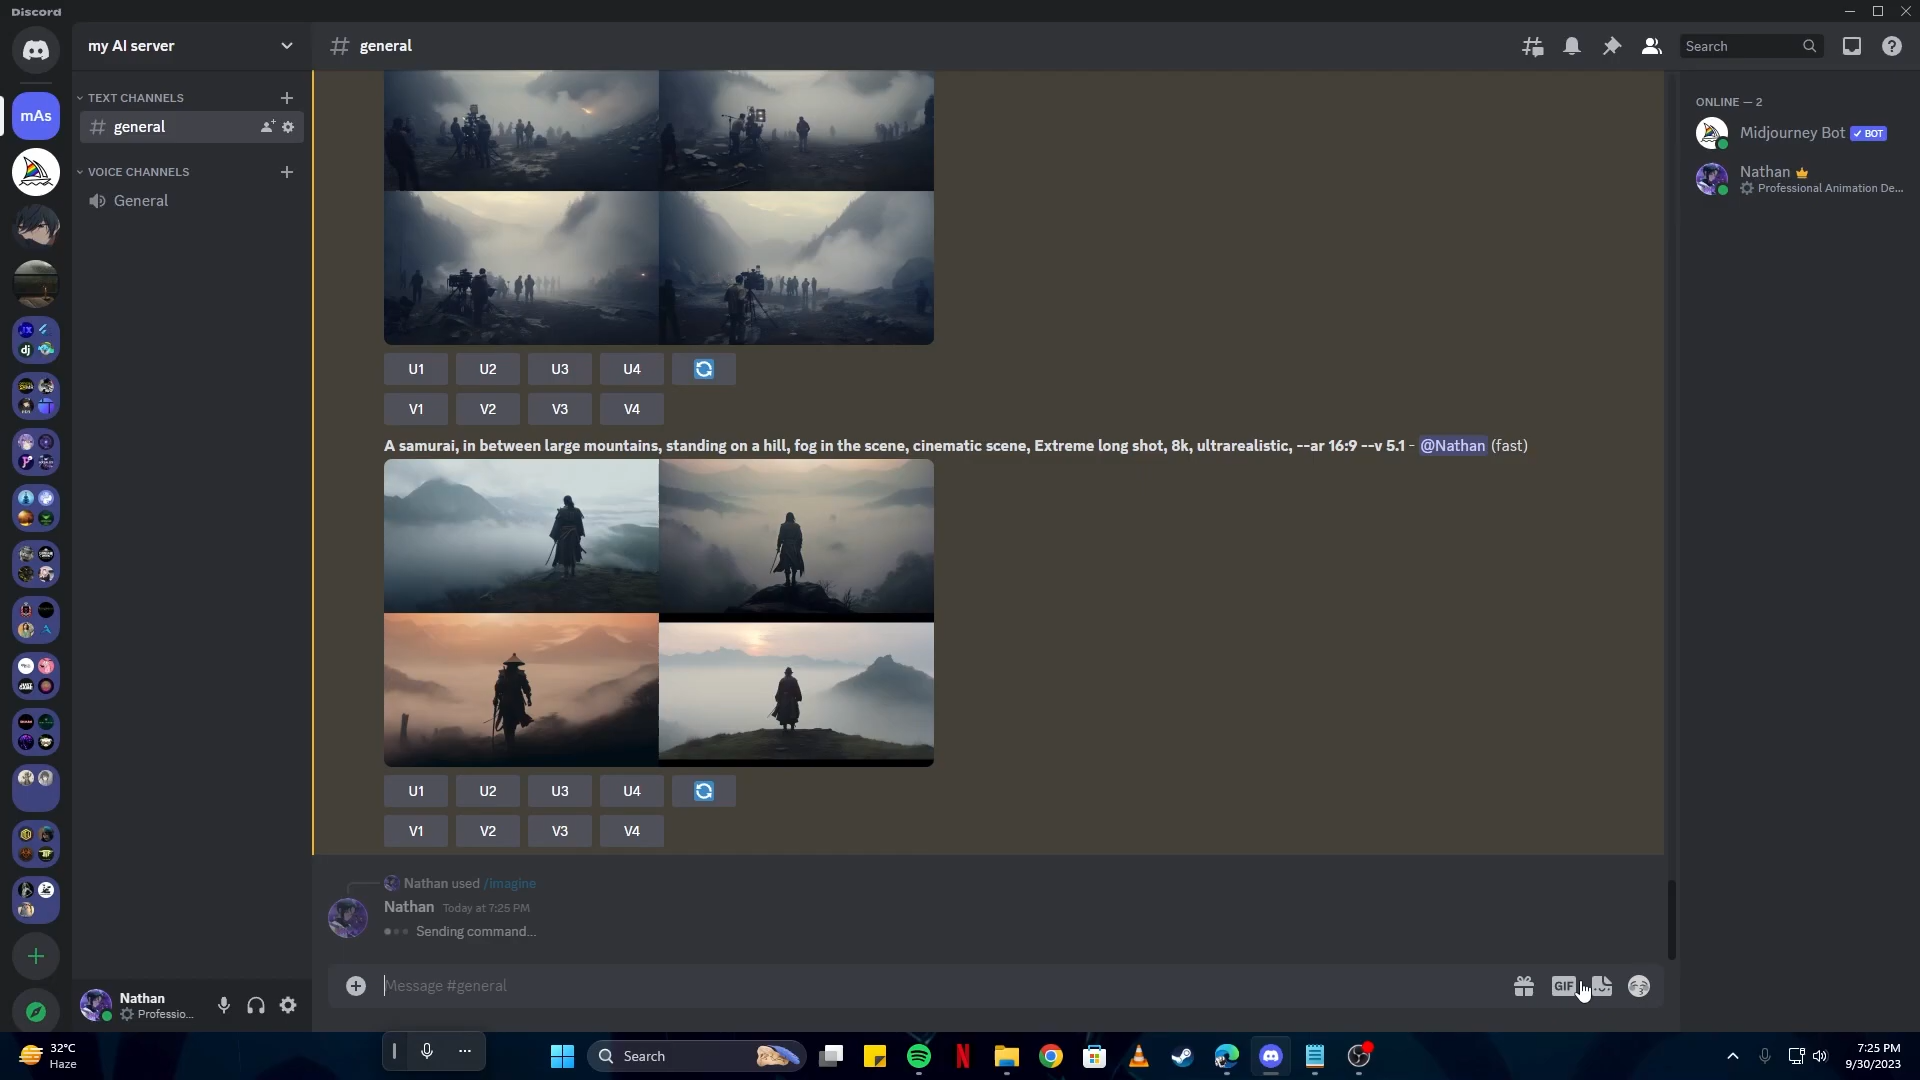 Discord
my AI server
general
Search
TEXT CHANNELS
general
VOICE CHANNELS
General
mAs
ONLINE — 2
Midjourney Bot ✓ BOT
Nathan
Professional Animation De...
U1 U2 U3 U4
V1 V2 V3 V4
A samurai, in between large mountains, standing on a hill, fog in the scene, cinematic scene, Extreme long shot, 8k, ultrarealistic, --ar 16:9 --v 5.1 - @Nathan (fast)
U1 U2 U3 U4
V1 V2 V3 V4
Nathan used /imagine
Nathan Today at 7:25 PM
Sending command...
Message #general
GIF
Nathan
Professio...
32°C
Haze
Search
7:25 PM
9/30/2023